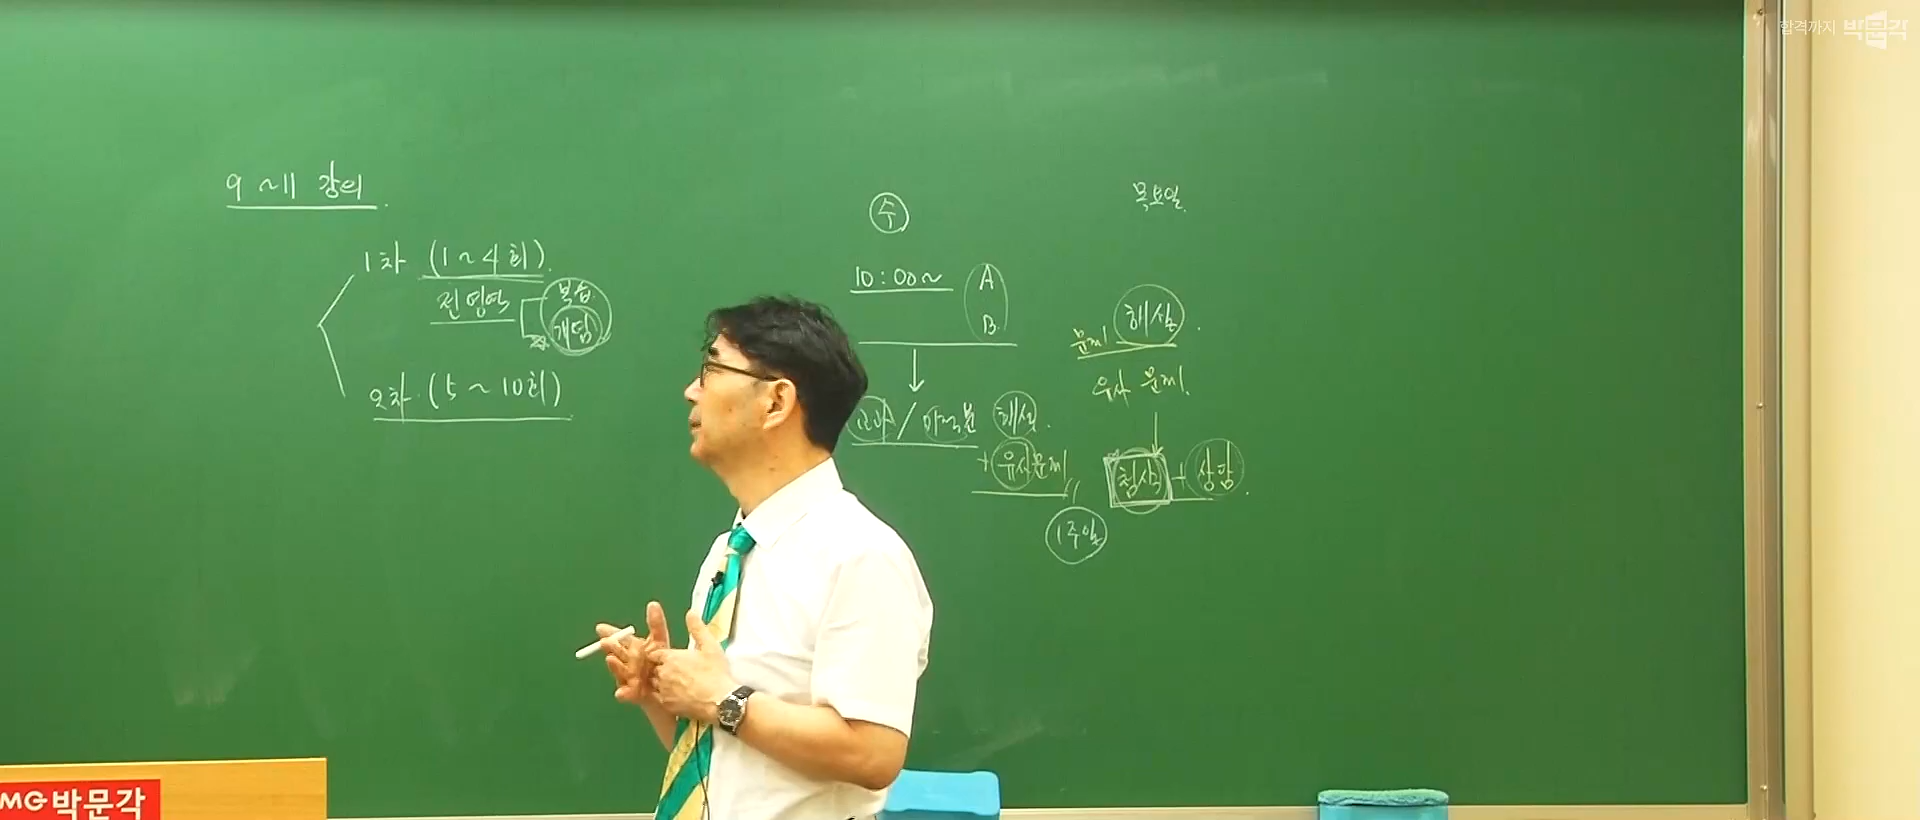 합격까지 박문각
9 ~ 11 강의
1차 (1 ~ 4회).
전영역
복습
개념
2차 (5 ~ 10회)
수
10:00~
A
B
해설
+ 유사문제
1주일
목요일
문제 해설.
유사 문제
첨삭 + 상담
MG 박문각